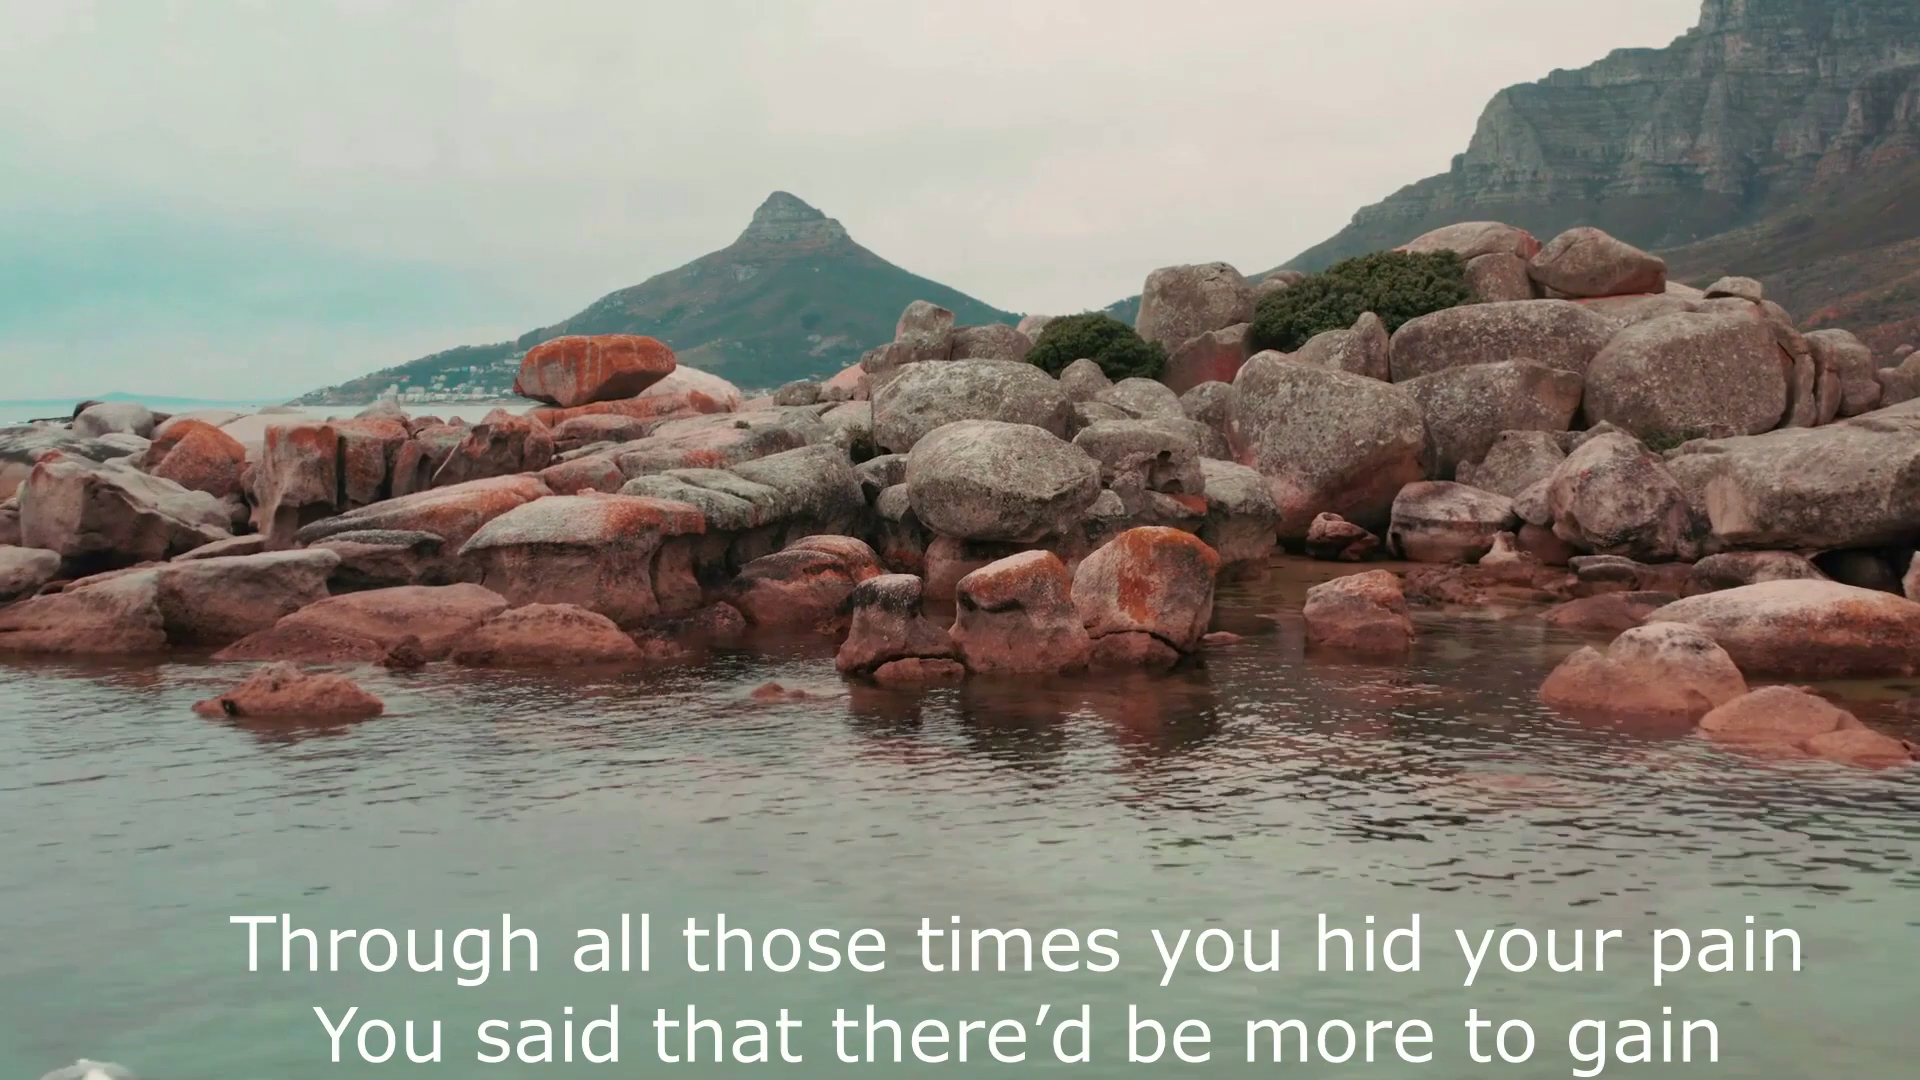 Through all those times you hid your pain
You said that there’d be more to gain